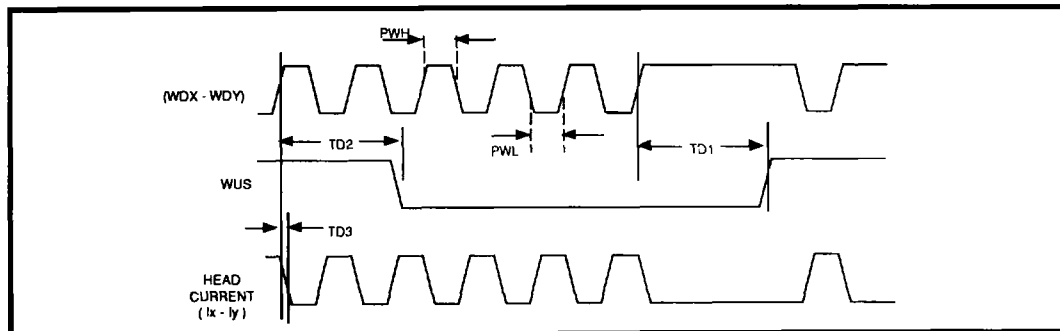 PWH
(WDX - WDY)
TD2
PWL
TD1
WUS
TD3
HEAD
CURRENT
( Ix - Iy )